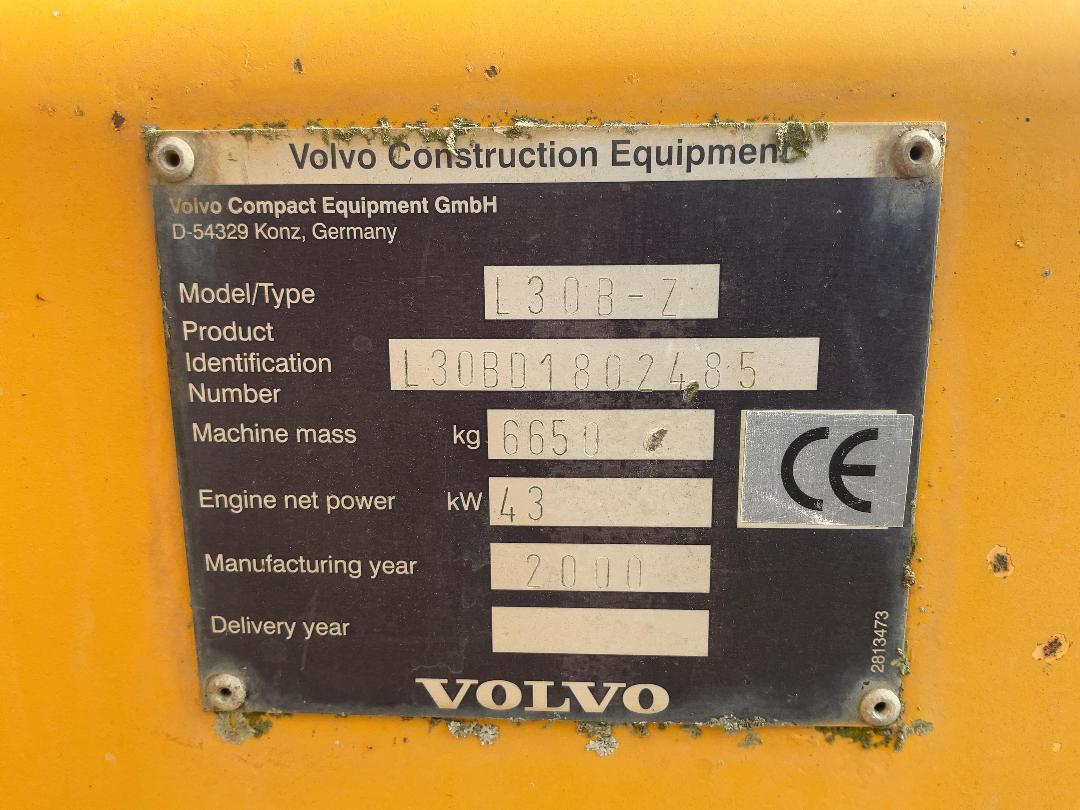 Volvo Construction Equipment
Volvo Compact Equipment GmbH
D-54329 Konz, Germany
Model/Type L30B-Z
Product Identification Number L30BD1802485
Machine mass kg 6650
Engine net power kW 43
Manufacturing year 2000
Delivery year
CE
2813473
VOLVO